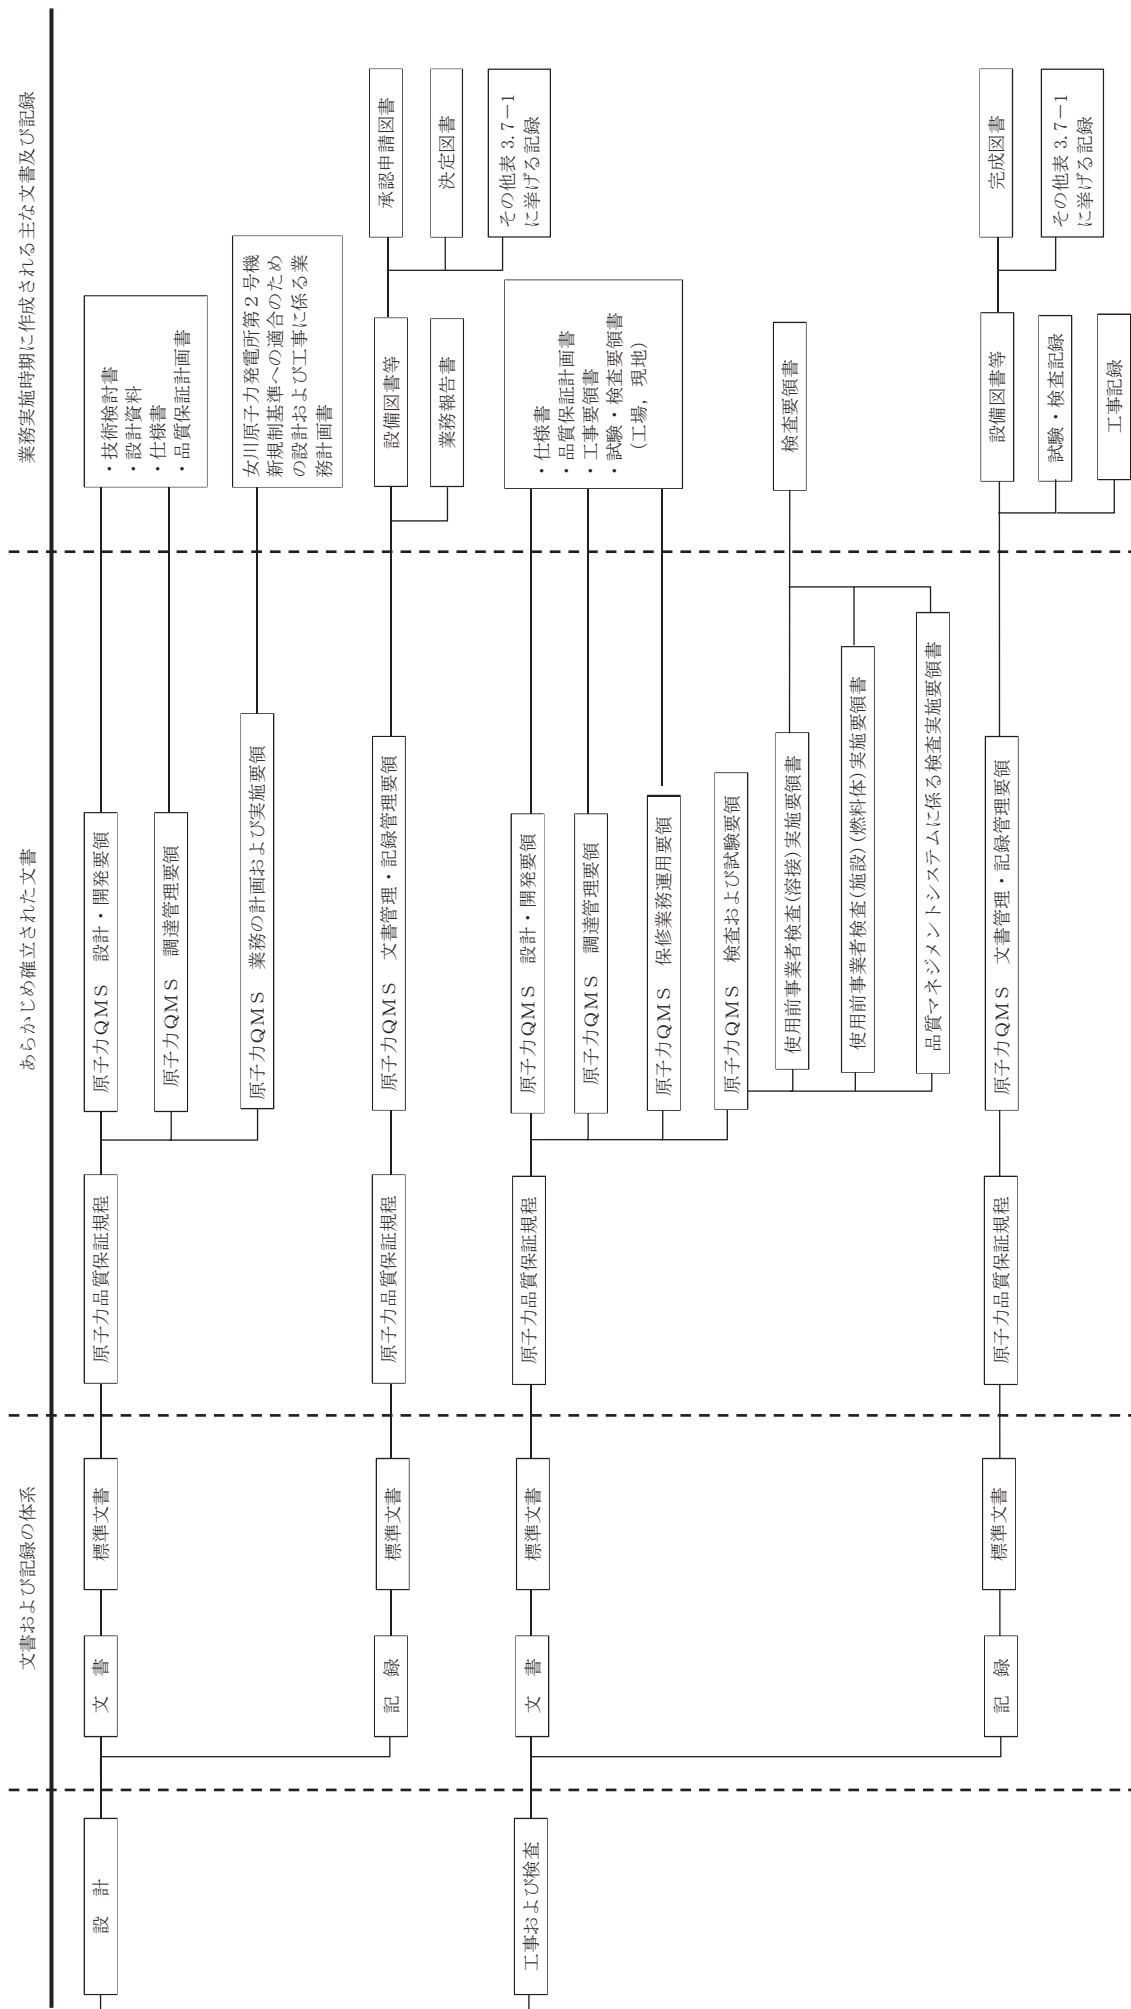 文書および記録の体系
あらかじめ確立された文書
業務実施時期に作成される主な文書及び記録
設　計
文　書
標準文書
原子力品質保証規程
原子力QMS　設計・開発要領
原子力QMS　調達管理要領
・技術検討書
・設計資料
・仕様書
・品質保証計画書
原子力QMS　業務の計画および実施要領
女川原子力発電所第2号機
新規制基準への適合のため
の設計および工事に係る業
務計画書
記　録
標準文書
原子力品質保証規程
原子力QMS　文書管理・記録管理要領
設備図書等
承認申請図書
決定図書
その他表3.7-1
に挙げる記録
業務報告書
工事および検査
文　書
標準文書
原子力品質保証規程
原子力QMS　設計・開発要領
原子力QMS　調達管理要領
原子力QMS　保修業務運用要領
・仕様書
・品質保証計画書
・工事要領書
・試験・検査要領書
（工場，現地）
原子力QMS　検査および試験要領
使用前事業者検査(溶接)実施要領書
使用前事業者検査(施設)(燃料体)実施要領書
品質マネジメントシステムに係る検査実施要領書
検査要領書
記　録
標準文書
原子力品質保証規程
原子力QMS　文書管理・記録管理要領
設備図書等
完成図書
その他表3.7-1
に挙げる記録
試験・検査記録
工事記録